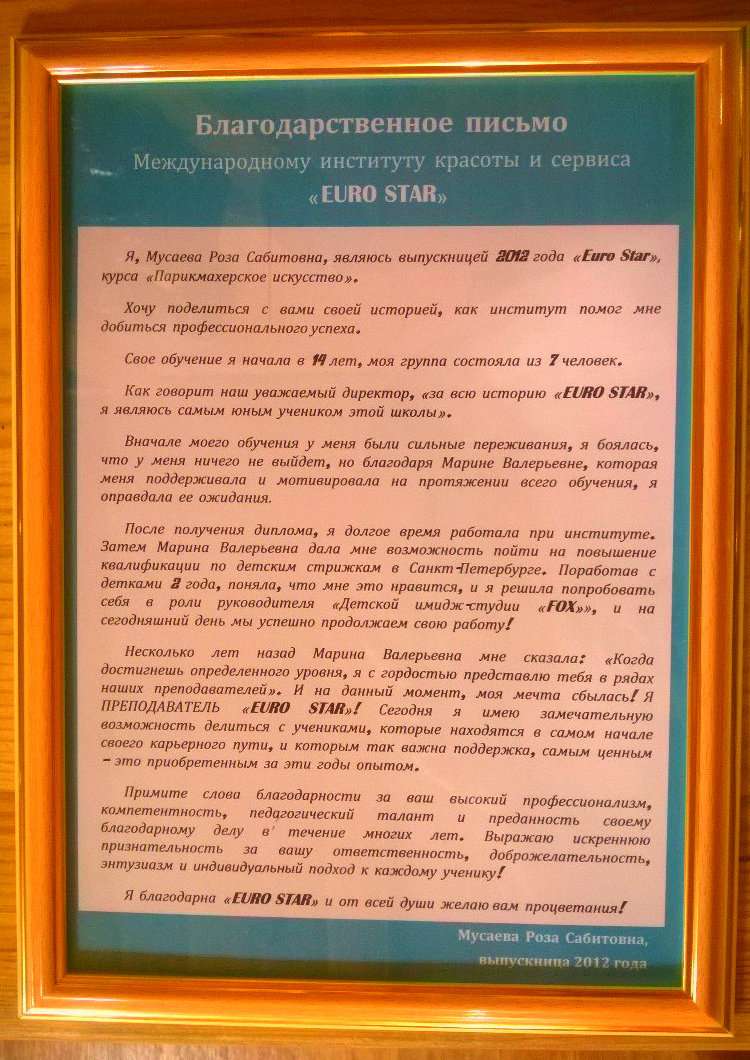 Благодарственное письмо
Международному институту красоты и сервиса
«EURO STAR»
Я, Мусаева Роза Сабитовна, являюсь выпускницей 2012 года «Euro Star»,
курса «Парикмахерское искусство».
Хочу поделиться с вами своей историей, как институт помог мне
добиться профессионального успеха.
Свое обучение я начала в 14 лет, моя группа состояла из 7 человек.
Как говорит наш уважаемый директор, «за всю историю «EURO STAR»,
я являюсь самым юным учеником этой школы».
Вначале моего обучения у меня были сильные переживания, я боялась,
что у меня ничего не выйдет, но благодаря Марине Валерьевне, которая
меня поддерживала и мотивировала на протяжении всего обучения, я
оправдала ее ожидания.
После получения диплома, я долгое время работала при институте.
Затем Марина Валерьевна дала мне возможность пойти на повышение
квалификации по детским стрижкам в Санкт-Петербурге. Поработав с
детками 2 года, поняла, что мне это нравится, и я решила попробовать
себя в роли руководителя «Детской имидж-студии «FOX»», и на
сегодняшний день мы успешно продолжаем свою работу!
Несколько лет назад Марина Валерьевна мне сказала: «Когда
достигнешь определенного уровня, я с гордостью представлю тебя в рядах
наших преподавателей». И на данный момент, моя мечта сбылась! Я
ПРЕПОДАВАТЕЛЬ «EURO STAR»! Сегодня я имею замечательную
возможность делиться с учениками, которые находятся в самом начале
своего карьерного пути, и которым так важна поддержка, самым ценным
– это приобретенным за эти годы опытом.
Примите слова благодарности за ваш высокий профессионализм,
компетентность, педагогический талант и преданность своему
благодарному делу в течение многих лет. Выражаю искреннюю
признательность за вашу ответственность, доброжелательность,
энтузиазм и индивидуальный подход к каждому ученику!
Я благодарна «EURO STAR» и от всей души желаю вам процветания!
Мусаева Роза Сабитовна,
выпускница 2012 года